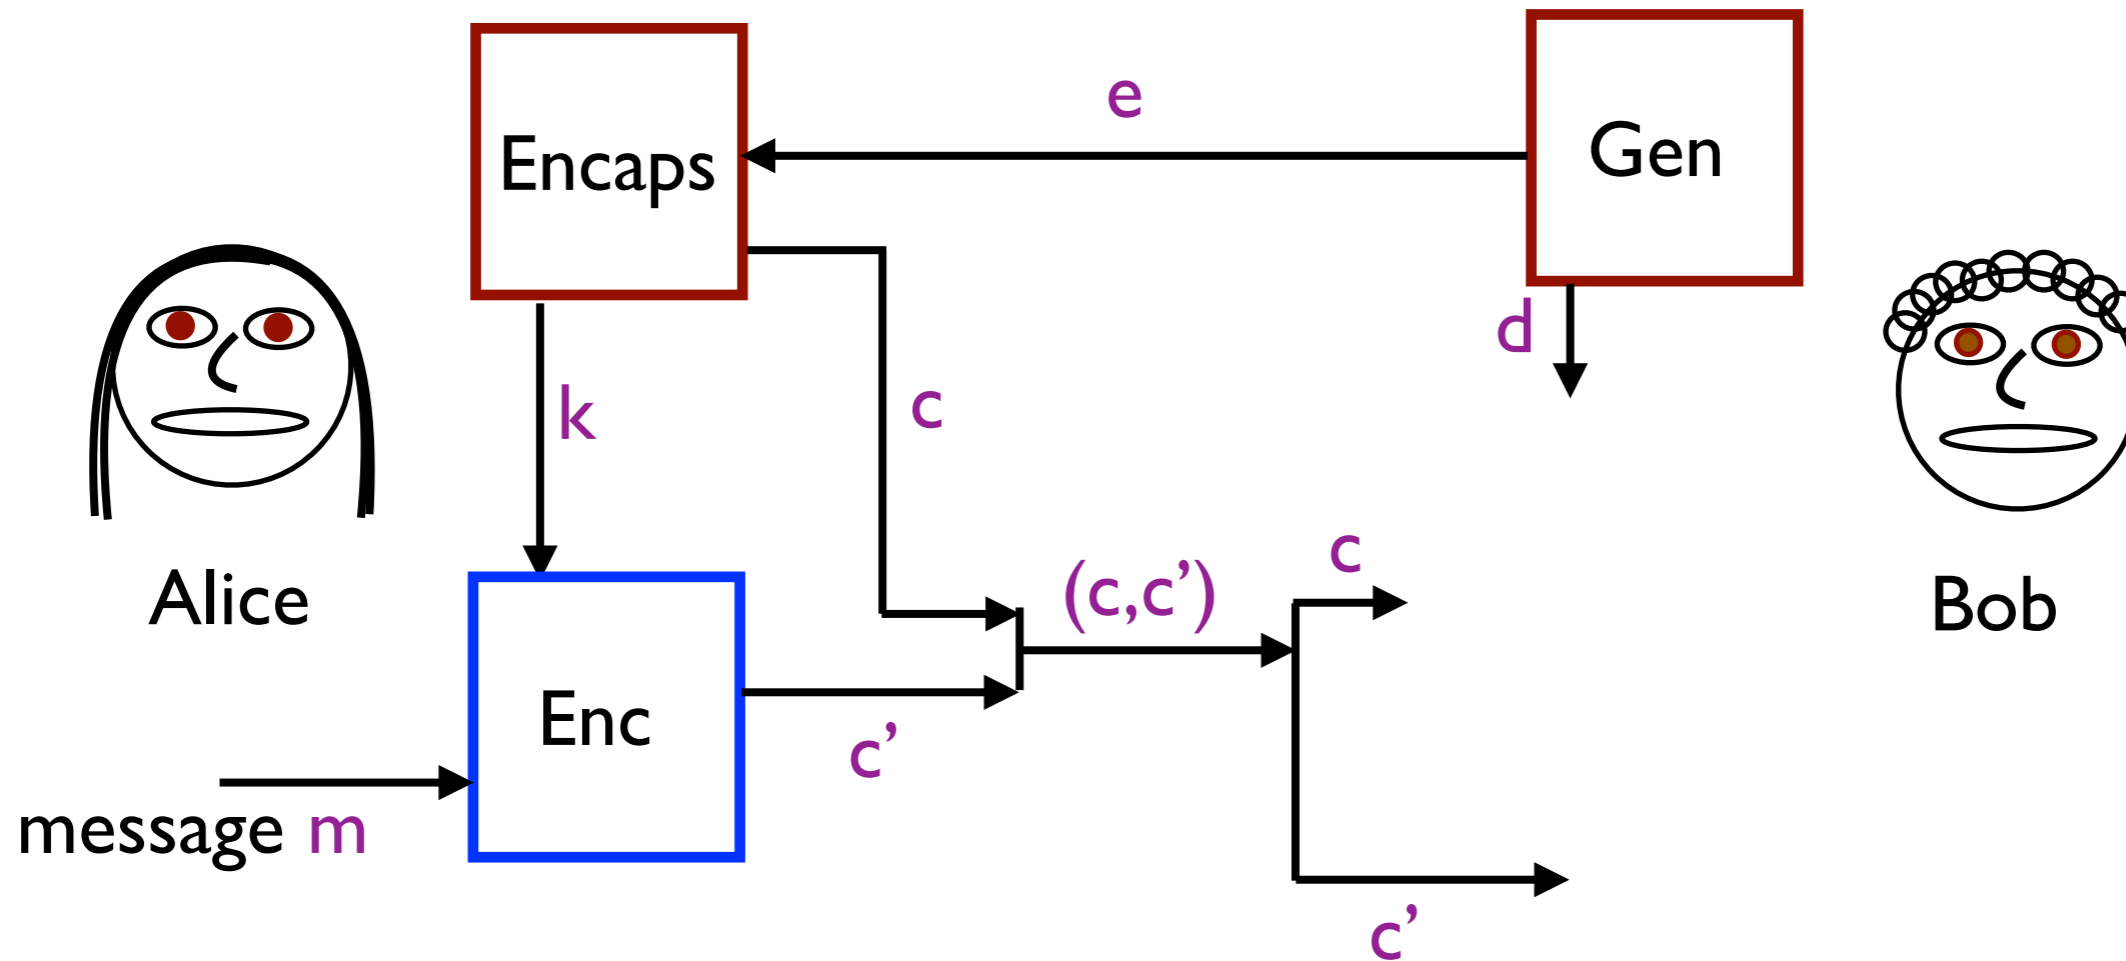 e
Encaps
Gen
d
k
c
c
(c,c’)
Alice
Bob
Enc
c’
message m
c’